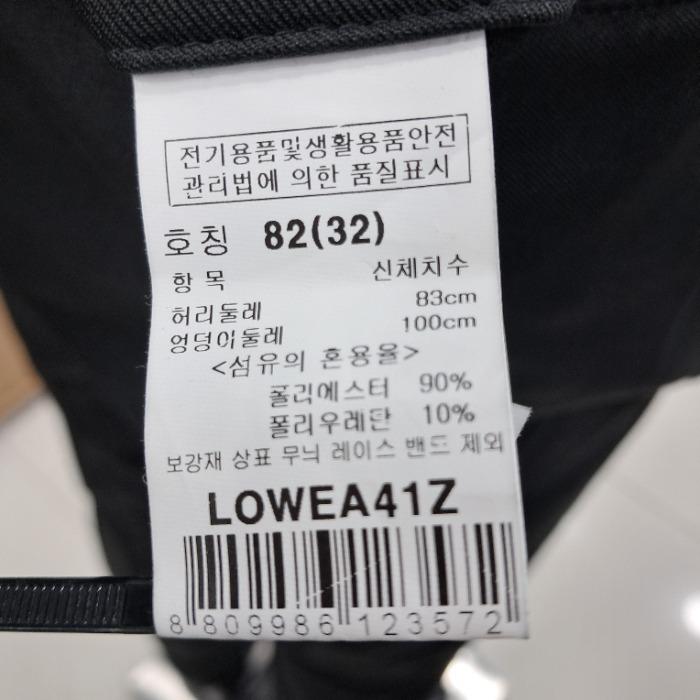 전기용품및생활용품안전
관리법에 의한 품질표시
호칭 82(32)
항 목 신체치수
허리둘레 83cm
엉덩이둘레 100cm
<섬유의 혼용율>
폴리에스터 90%
폴리우레탄 10%
보강재 상표 무늬 레이스 밴드 제외
LOWEA41Z
8 809986 123572